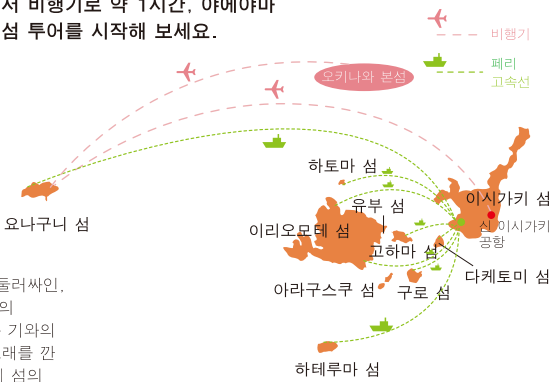 서 비행기로 약 1시간, 야에야마
섬 투어를 시작해 보세요.
비행기
페리
고속선
오키나와 본섬
하토마 섬
유부 섬
이시가키 섬
신 이시가키
공항
이리오모테 섬
고하마 섬
요나구니 섬
다케토미 섬
아라구스쿠 섬
구로 섬
하테루마 섬
둘러싸인,
의
기와의
래를 깐
섬의